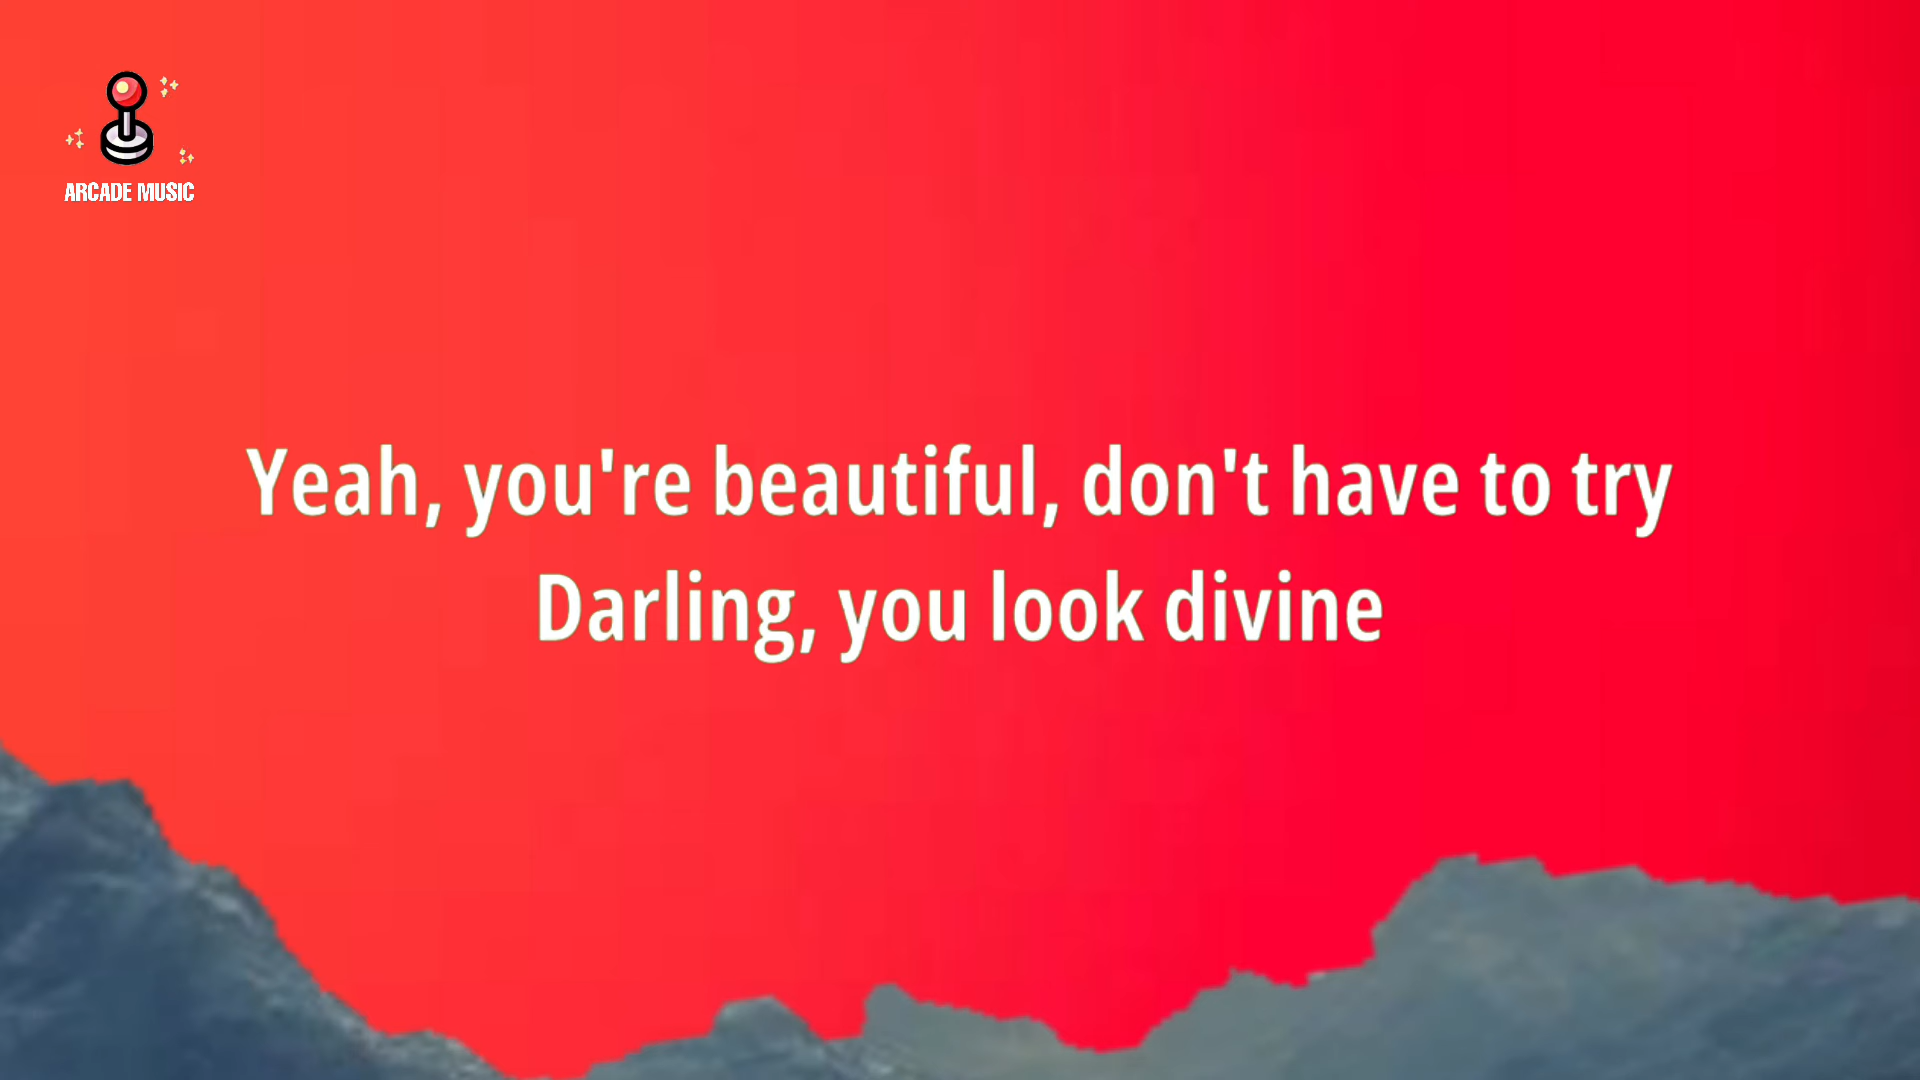 ARCADE MUSIC
Yeah, you're beautiful, don't have to try
Darling, you look divine